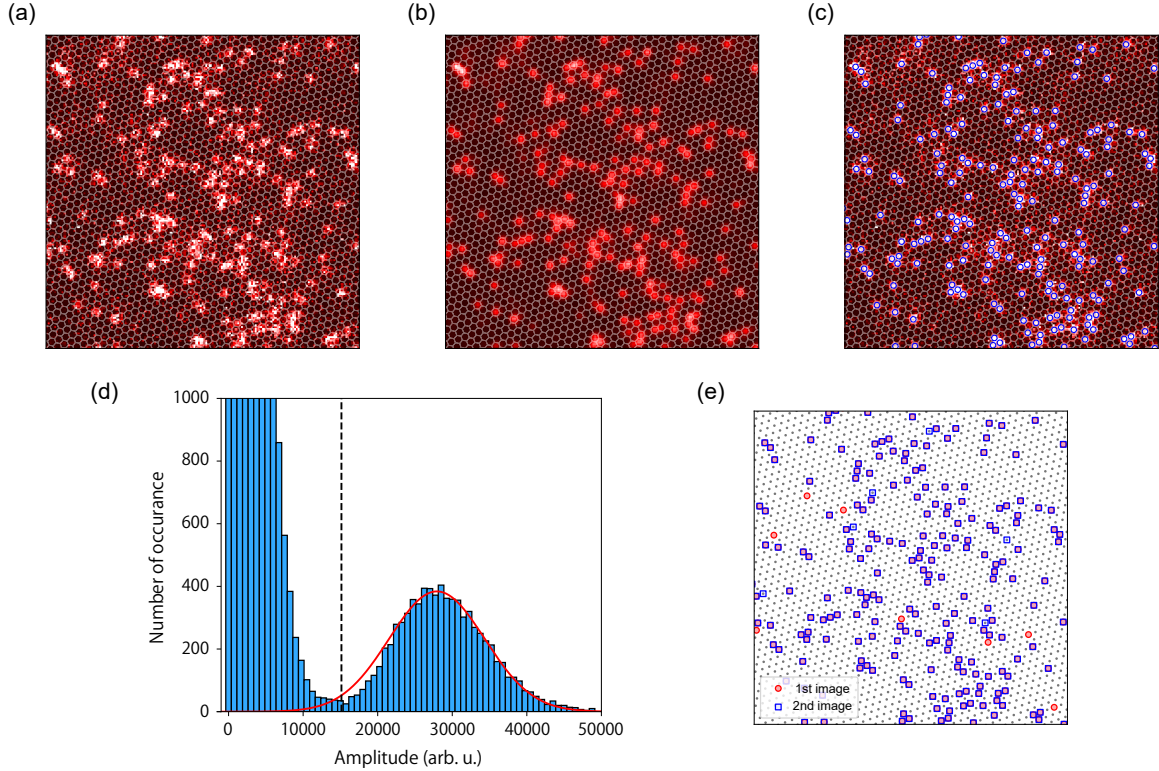 (a)
(b)
(c)
(d)
(e)
1000
800
600
400
200
0
Number of occurance
0
10000
20000
30000
40000
50000
Amplitude (arb. u.)
1st image
2nd image